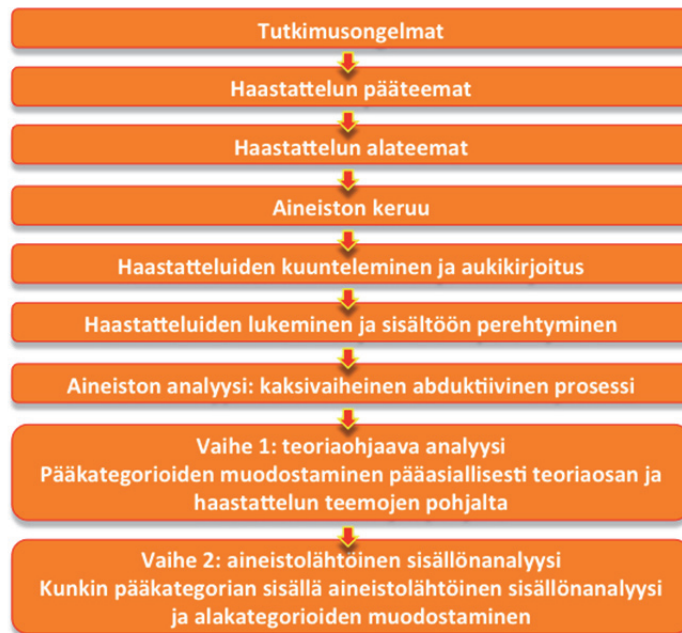 Tutkimusongelmat
Haastattelun pääteemat
Haastattelun alateemat
Aineiston keruu
Haastatteluiden kuunteleminen ja aukikirjoitus
Haastatteluiden lukeminen ja sisältöön perehtyminen
Aineiston analyysi: kaksivaiheinen abduktiivinen prosessi
Vaihe 1: teoriaohjaava analyysi
Pääkategorioiden muodostaminen pääasiallisesti teoriaosan ja
haastattelun teemojen pohjalta
Vaihe 2: aineistolähtöinen sisällönanalyysi
Kunkin pääkategorian sisällä aineistolähtöinen sisällönanalyysi
ja alakategorioiden muodostaminen